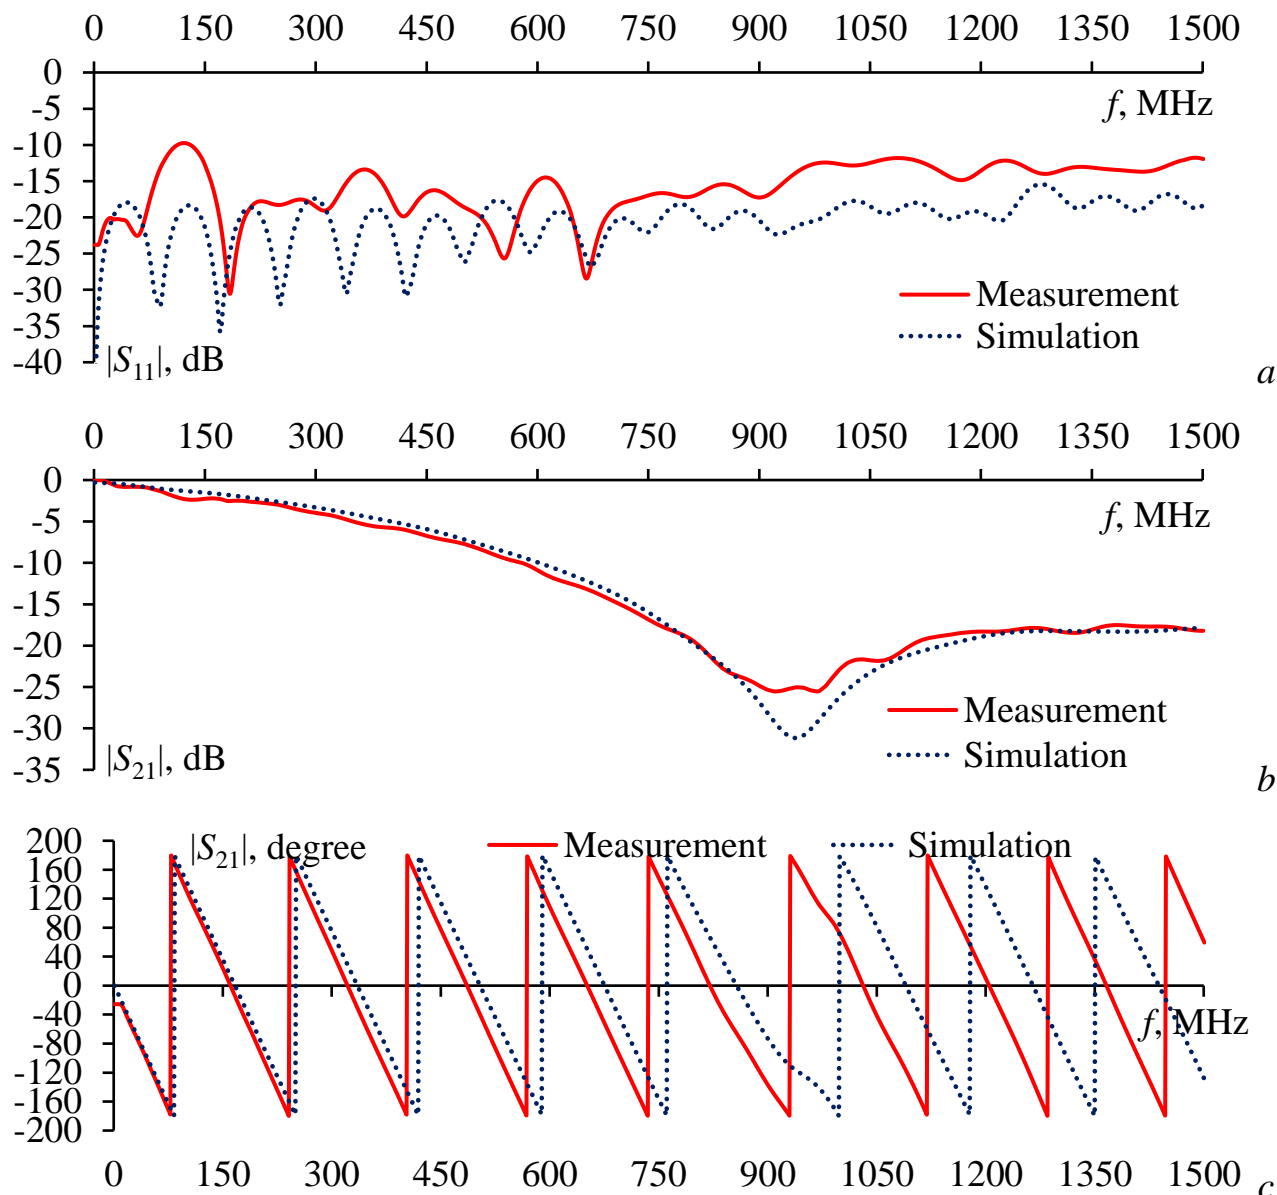 0 150 300 450 600 750 900 1050 1200 1350 1500
0
-5
f, MHz
-10
-15
-20
-25
-30
Measurement
-35
Simulation
-40
|S11|, dB
a
0 150 300 450 600 750 900 1050 1200 1350 1500
0
-5
f, MHz
-10
-15
-20
-25
-30
Measurement
Simulation
-35
|S21|, dB
b
200
|S21|, degree
Measurement
Simulation
160
120
80
40
0
-40
f, MHz
-80
-120
-160
-200
0 150 300 450 600 750 900 1050 1200 1350 1500
c